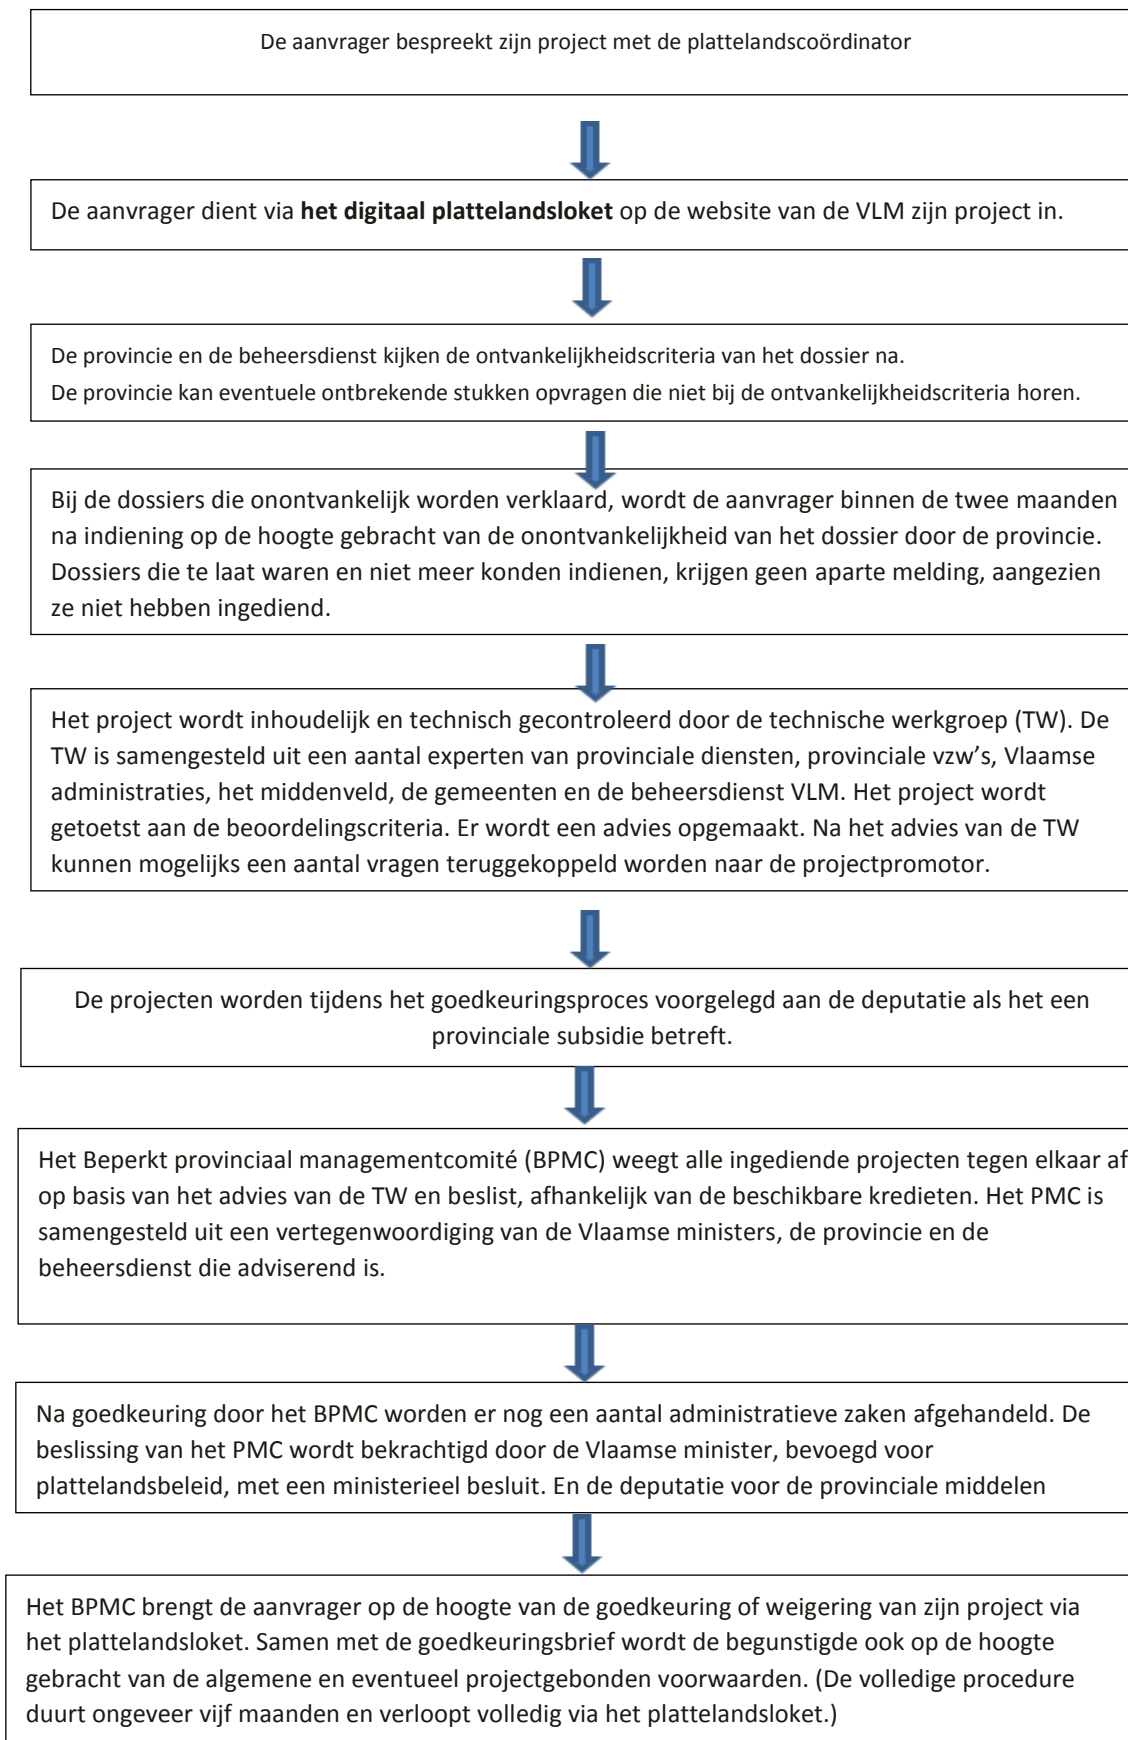 De aanvrager bespreekt zijn project met de plattelandscoördinator
De aanvrager dient via het digitaal plattelandsloket op de website van de VLM zijn project in.
De provincie en de beheersdienst kijken de ontvankelijkheidscriteria van het dossier na.
De provincie kan eventuele ontbrekende stukken opvragen die niet bij de ontvankelijkheidscriteria horen.
Bij de dossiers die onontvankelijk worden verklaard, wordt de aanvrager binnen de twee maanden
na indiening op de hoogte gebracht van de onontvankelijkheid van het dossier door de provincie.
Dossiers die te laat waren en niet meer konden indienen, krijgen geen aparte melding, aangezien
ze niet hebben ingediend.
Het project wordt inhoudelijk en technisch gecontroleerd door de technische werkgroep (TW). De
TW is samengesteld uit een aantal experten van provinciale diensten, provinciale vzw's, Vlaamse
administraties, het middenveld, de gemeenten en de beheersdienst VLM. Het project wordt
getoetst aan de beoordelingscriteria. Er wordt een advies opgemaakt. Na het advies van de TW
kunnen mogelijks een aantal vragen teruggekoppeld worden naar de projectpromotor.
De projecten worden tijdens het goedkeuringsproces voorgelegd aan de deputatie als het een
provinciale subsidie betreft.
Het Beperkt provinciaal managementcomité (BPMC) weegt alle ingediende projecten tegen elkaar af
op basis van het advies van de TW en beslist, afhankelijk van de beschikbare kredieten. Het PMC is
samengesteld uit een vertegenwoordiging van de Vlaamse ministers, de provincie en de
beheersdienst die adviserend is.
Na goedkeuring door het BPMC worden er nog een aantal administratieve zaken afgehandeld. De
beslissing van het PMC wordt bekrachtigd door de Vlaamse minister, bevoegd voor
plattelandsbeleid, met een ministerieel besluit. En de deputatie voor de provinciale middelen
Het BPMC brengt de aanvrager op de hoogte van de goedkeuring of weigering van zijn project via
het plattelandsloket. Samen met de goedkeuringsbrief wordt de begunstigde ook op de hoogte
gebracht van de algemene en eventueel projectgebonden voorwaarden. (De volledige procedure
duurt ongeveer vijf maanden en verloopt volledig via het plattelandsloket.)